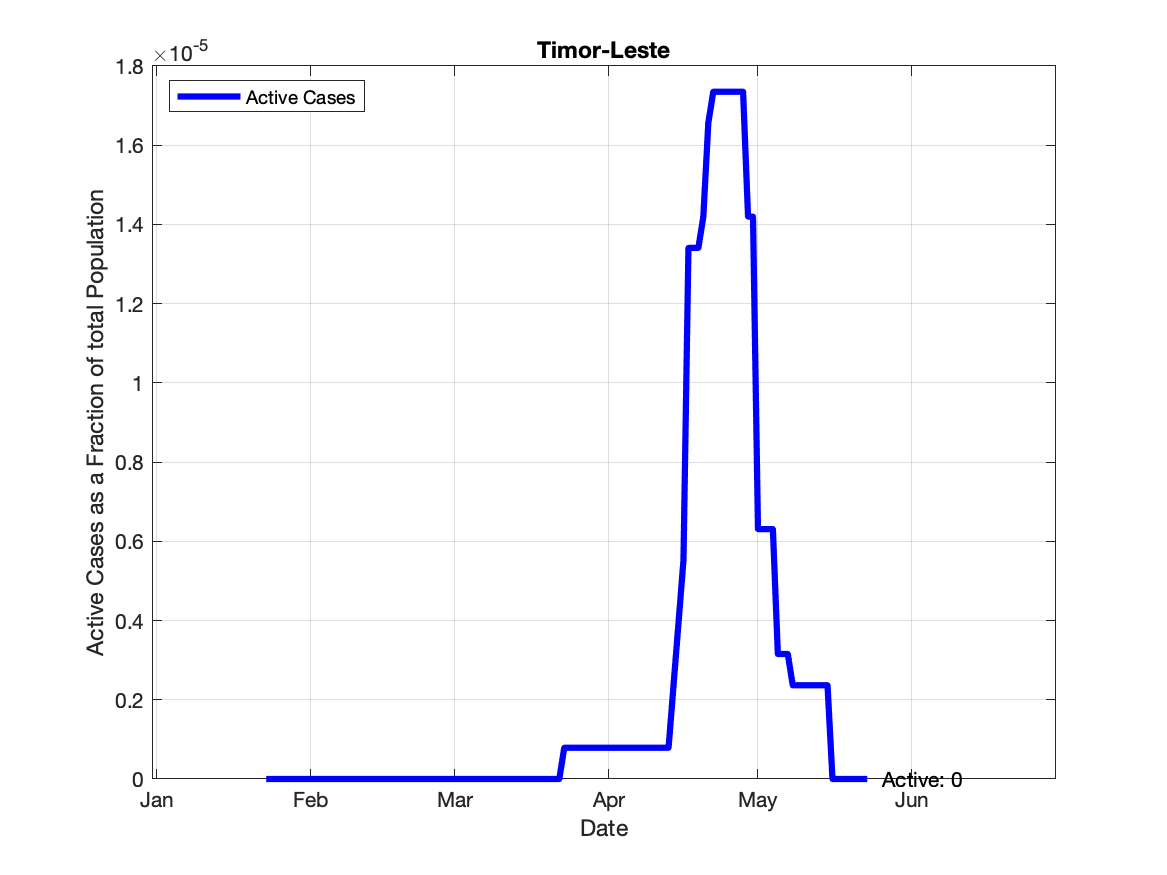 Timor-Leste
×10-5
Active Cases
1.8
1.6
1.4
1.2
1
0.8
0.6
0.4
0.2
0
Active Cases as a Fraction of total Population
Active: 0
Jan Feb Mar Apr May Jun
Date